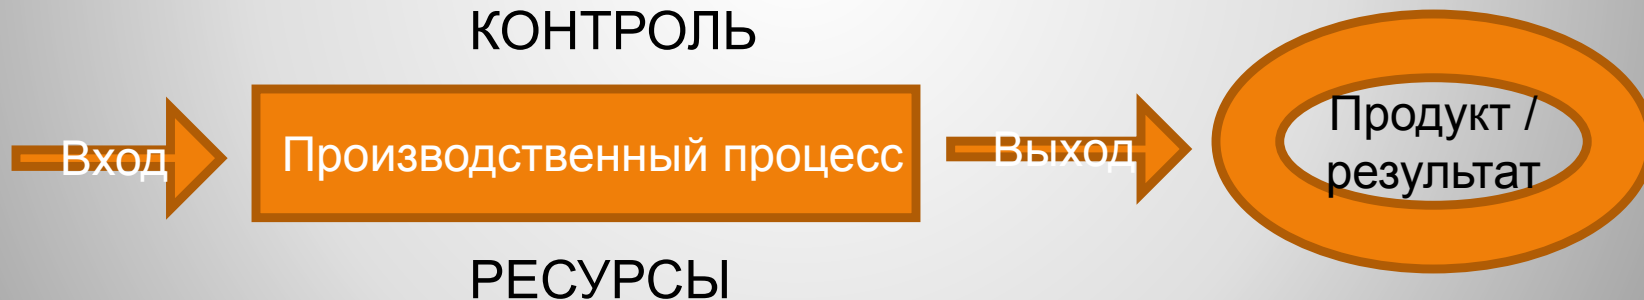 КОНТРОЛЬ
Вход
Производственный процесс
Выход
Продукт /
результат
РЕСУРСЫ